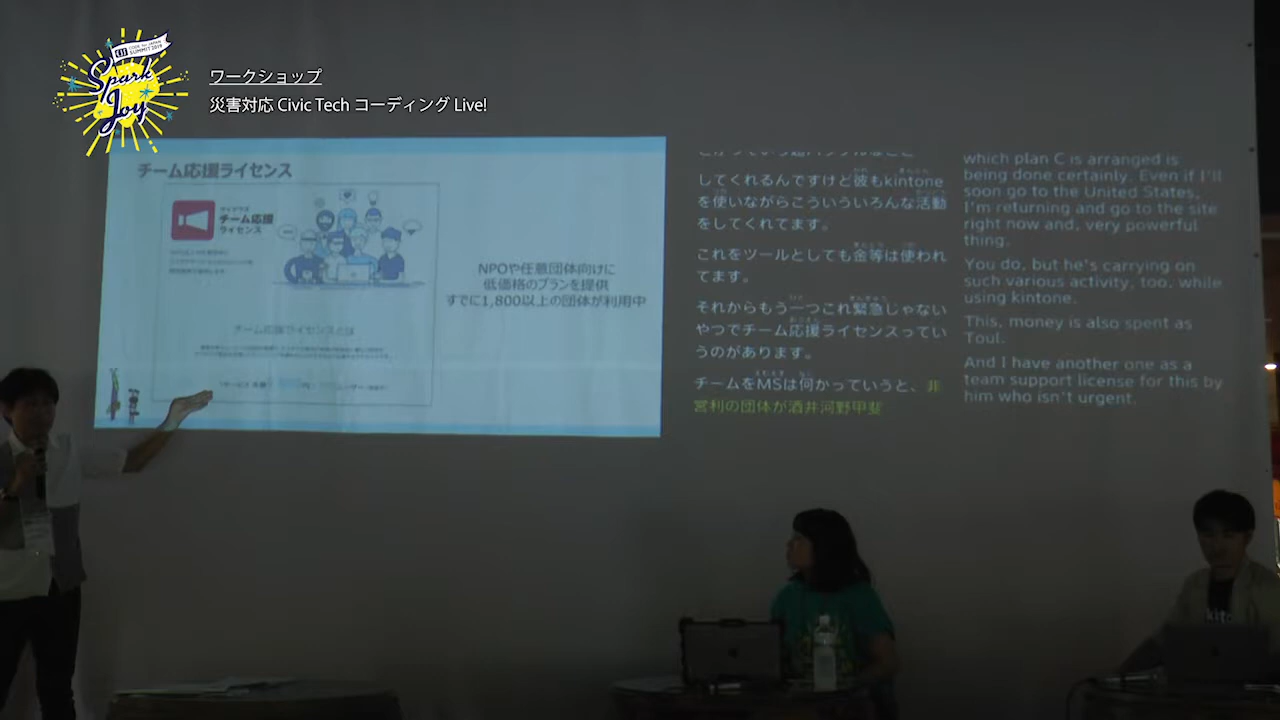 CODE for JAPAN
SUMMIT 2019
Spark
Joy
ワークショップ
災害対応 Civic Tech コーディング Live!
チーム応援ライセンス
チーム応援
ライセンス
NPOや任意団体向けに
低価格のプランを提供
すでに1,800以上の団体が利用中
チーム応援ライセンスとは
してくれるんですけど彼もkintone
を使いながらこういういろんな活動
をしてくれてます。
これをツールとしても金等は使われ
てます。
それからもう一つこれ緊急じゃない
やつでチーム応援ライセンスってい
うのがあります。
チームをMSは何かっていうと、非
営利の団体が酒井河野甲斐
which plan C is arranged is
being done certainly. Even if I'll
soon go to the United States,
I'm returning and go to the site
right now and, very powerful
thing.
You do, but he's carrying on
such various activity, too, while
using kintone.
This, money is also spent as
Toul.
And I have another one as a
team support license for this by
him who isn't urgent.